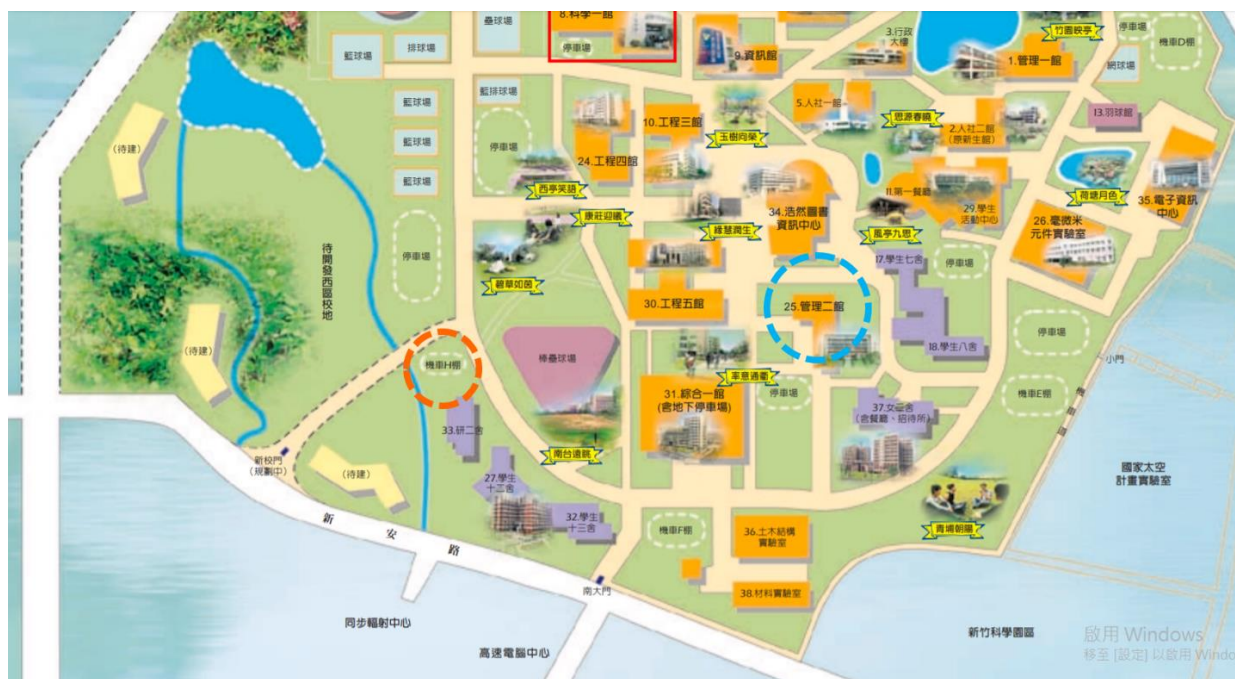 8.科學一館
停車場
壘球場
籃球場
排球場
籃排球場
籃球場
籃球場
停車場
停車場
9.資訊館
3.行政
大樓
1.管理一館
竹園映亭
停車場
機車D棚
網球場
13.羽球館
5.人社一館
思源春曉
2.人社二館
(原新生館)
10.工程三館
玉樹向榮
24.工程四館
西亭笑語
康莊迎曦
34.浩然圖書
資訊中心
11.第一餐廳
29.學生
活動中心
風亭九思
荷塘月色
35.電子資訊
中心
26.毫微米
元件實驗室
17.學生七舍
停車場
18.學生八舍
碧草如茵
30.工程五館
25.管理二館
停車場
小門
機車E棚
機車道
(待建)
待開發西區校地
(待建)
機車H棚
棒壘球場
率意通衢
31.綜合一館
(含地下停車場)
停車場
37.女二舍
(含餐廳、招待所)
33.研二舍
南台遠眺
新校門
(規劃中)
(待建)
27.學生
十二舍
32.學生
十三舍
機車F棚
36.土木結構
實驗室
38.材料實驗室
青埔朝陽
國家太空
計畫實驗室
新安路
南大門
同步輻射中心
高速電腦中心
新竹科學園區
啟用 Windows
移至 [設定] 以啟用 Windo